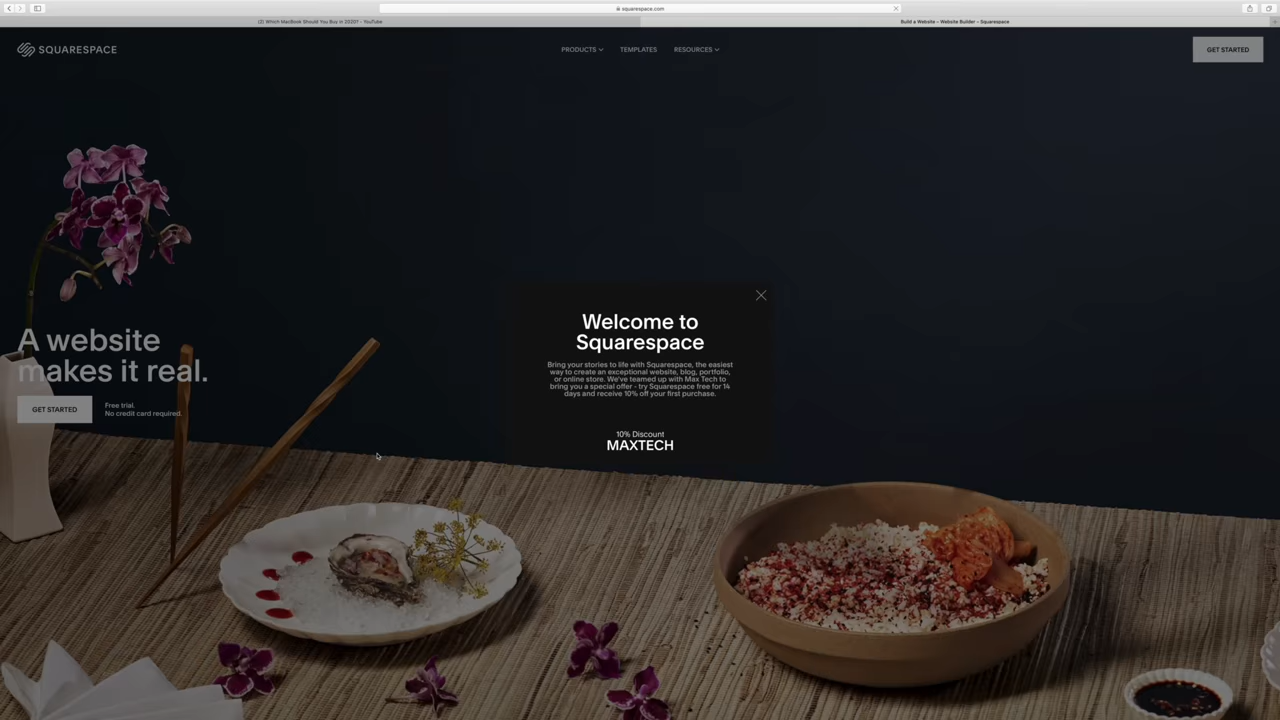 squarespace.com
(2) Which MacBook Should You Buy in 2020? - YouTube
Build a Website – Website Builder – Squarespace
SQUARESPACE
PRODUCTS
TEMPLATES
RESOURCES
GET STARTED
A website
makes it real.
GET STARTED
Free trial.
No credit card required.
Welcome to
Squarespace
Bring your stories to life with Squarespace, the easiest
way to create an exceptional website, blog, portfolio,
or online store. We've teamed up with Max Tech to
bring you a special offer - try Squarespace free for 14
days and receive 10% off your first purchase.
10% Discount
MAXTECH